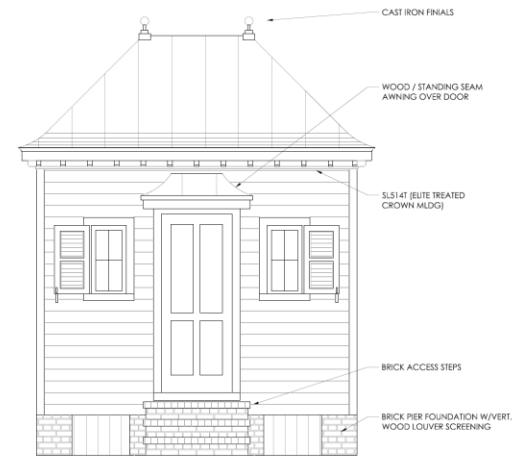 CAST IRON FINIALS
WOOD / STANDING SEAM
AWNING OVER DOOR
SL514T (ELITE TREATED
CROWN MLDG)
BRICK ACCESS STEPS
BRICK PIER FOUNDATION W/VERT.
WOOD LOUVER SCREENING